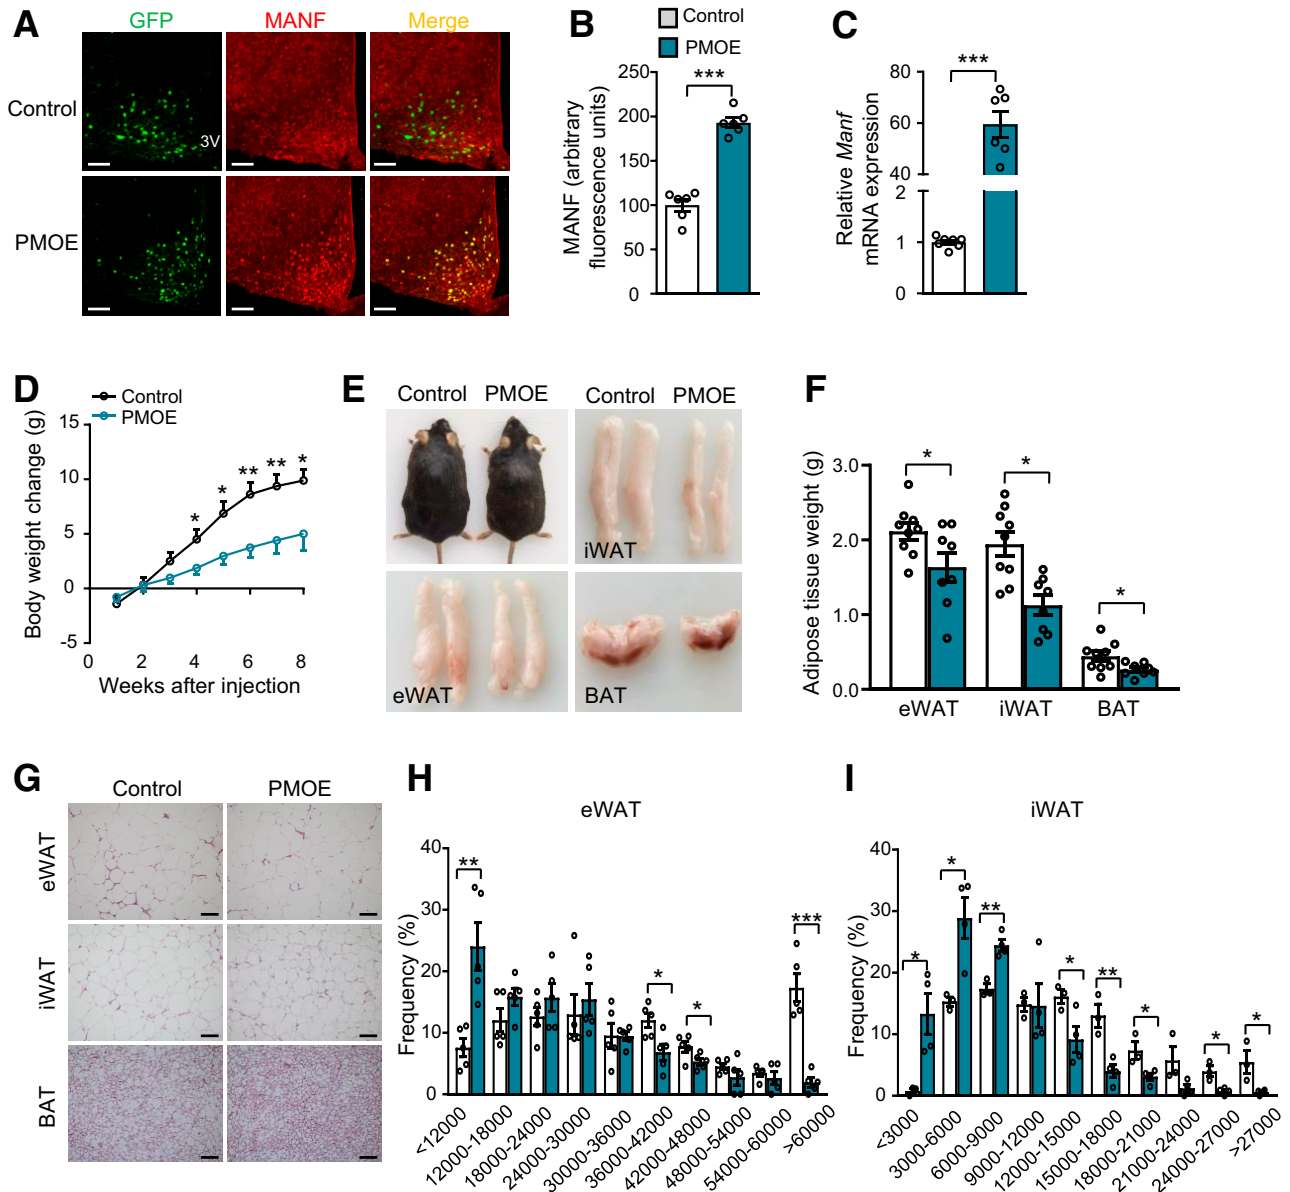 A
GFP
MANF
Merge
Control
3V
PMOE
B
Control
PMOE
MANF (arbitrary
fluorescence units)
250
200
150
100
50
0
***
C
Relative Manf
mRNA expression
80
60
40
2
1
0
***
D
Control
PMOE
Body weight change (g)
15
10
5
0
-5
* * ** ** *
0 2 4 6 8
Weeks after injection
E
Control PMOE
Control PMOE
iWAT
eWAT
BAT
F
Adipose tissue weight (g)
3.0
2.0
1.0
0.0
* * *
eWAT iWAT BAT
G
Control PMOE
eWAT
iWAT
BAT
H
eWAT
Frequency (%)
40
30
20
10
0
** * * ***
<12000
12000-18000
18000-24000
24000-30000
30000-36000
36000-42000
42000-48000
48000-54000
54000-60000
>60000
I
iWAT
Frequency (%)
40
30
20
10
0
* * ** * ** * * *
<3000
3000-6000
6000-9000
9000-12000
12000-15000
15000-18000
18000-21000
21000-24000
24000-27000
>27000